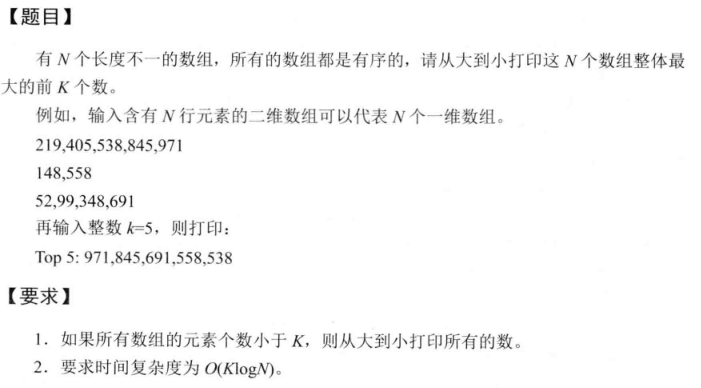 【题目】
有 N 个长度不一的数组，所有的数组都是有序的，请从大到小打印这 N 个数组整体最
大的前 K 个数。
例如，输入含有 N 行元素的二维数组可以代表 N 个一维数组。
219,405,538,845,971
148,558
52,99,348,691
再输入整数 k=5，则打印：
Top 5: 971,845,691,558,538
【要求】
1．如果所有数组的元素个数小于 K，则从大到小打印所有的数。
2．要求时间复杂度为 O(KlogN)。